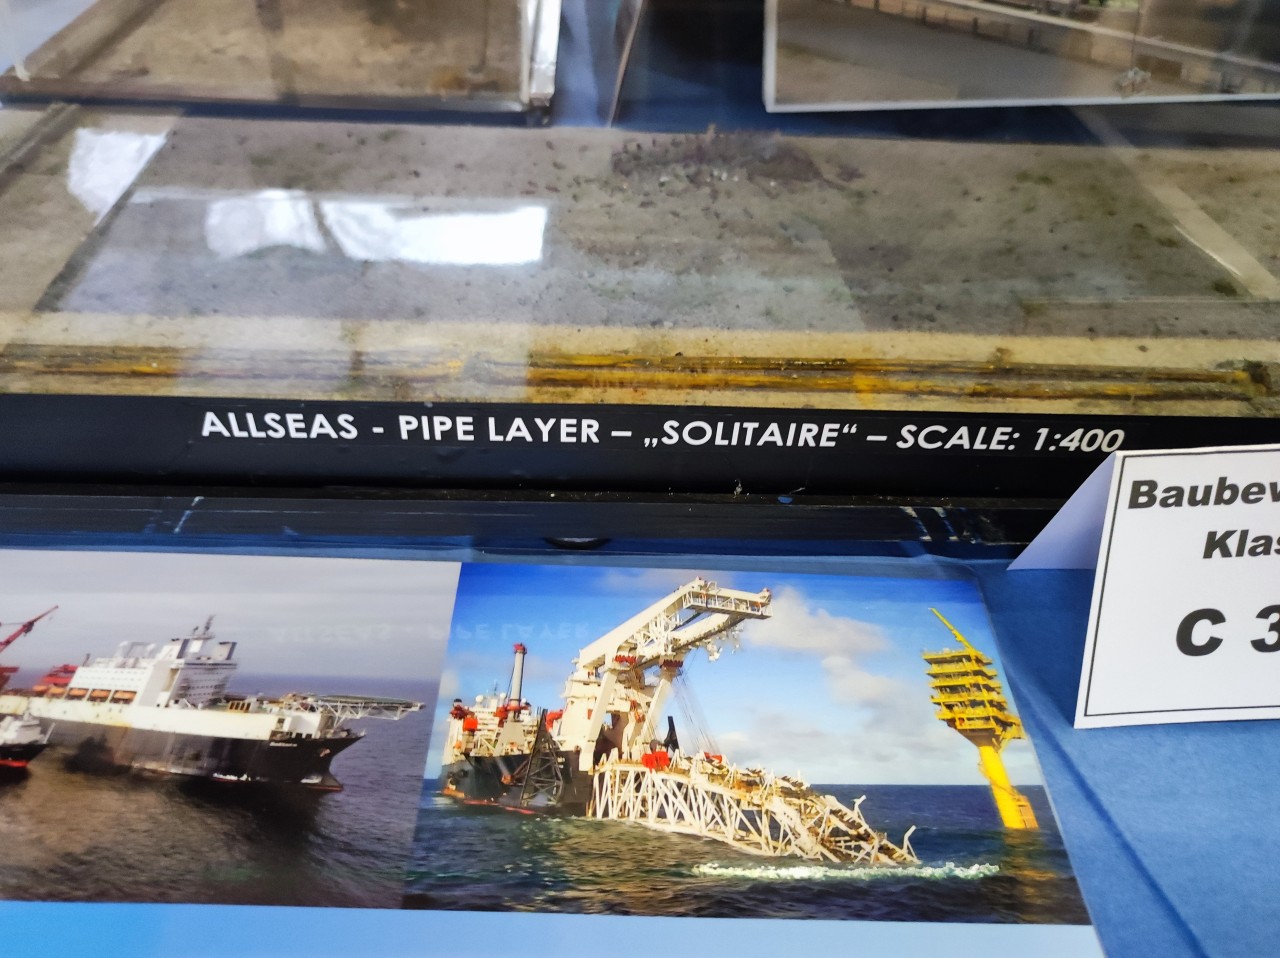 ALLSEAS - PIPE LAYER – „SOLITAIRE“ – SCALE: 1:400
Baubew
Klas
C 3